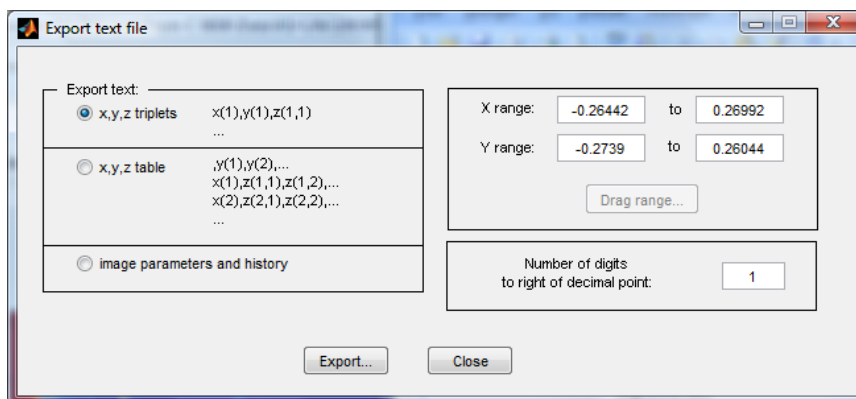 Export text file
Export text:
x,y,z triplets x(1),y(1),z(1,1)
...
x,y,z table ,y(1),y(2),...
x(1),z(1,1),z(1,2),...
x(2),z(2,1),z(2,2),...
...
image parameters and history
X range: -0.26442 to 0.26992
Y range: -0.2739 to 0.26044
Drag range...
Number of digits
to right of decimal point: 1
Export... Close